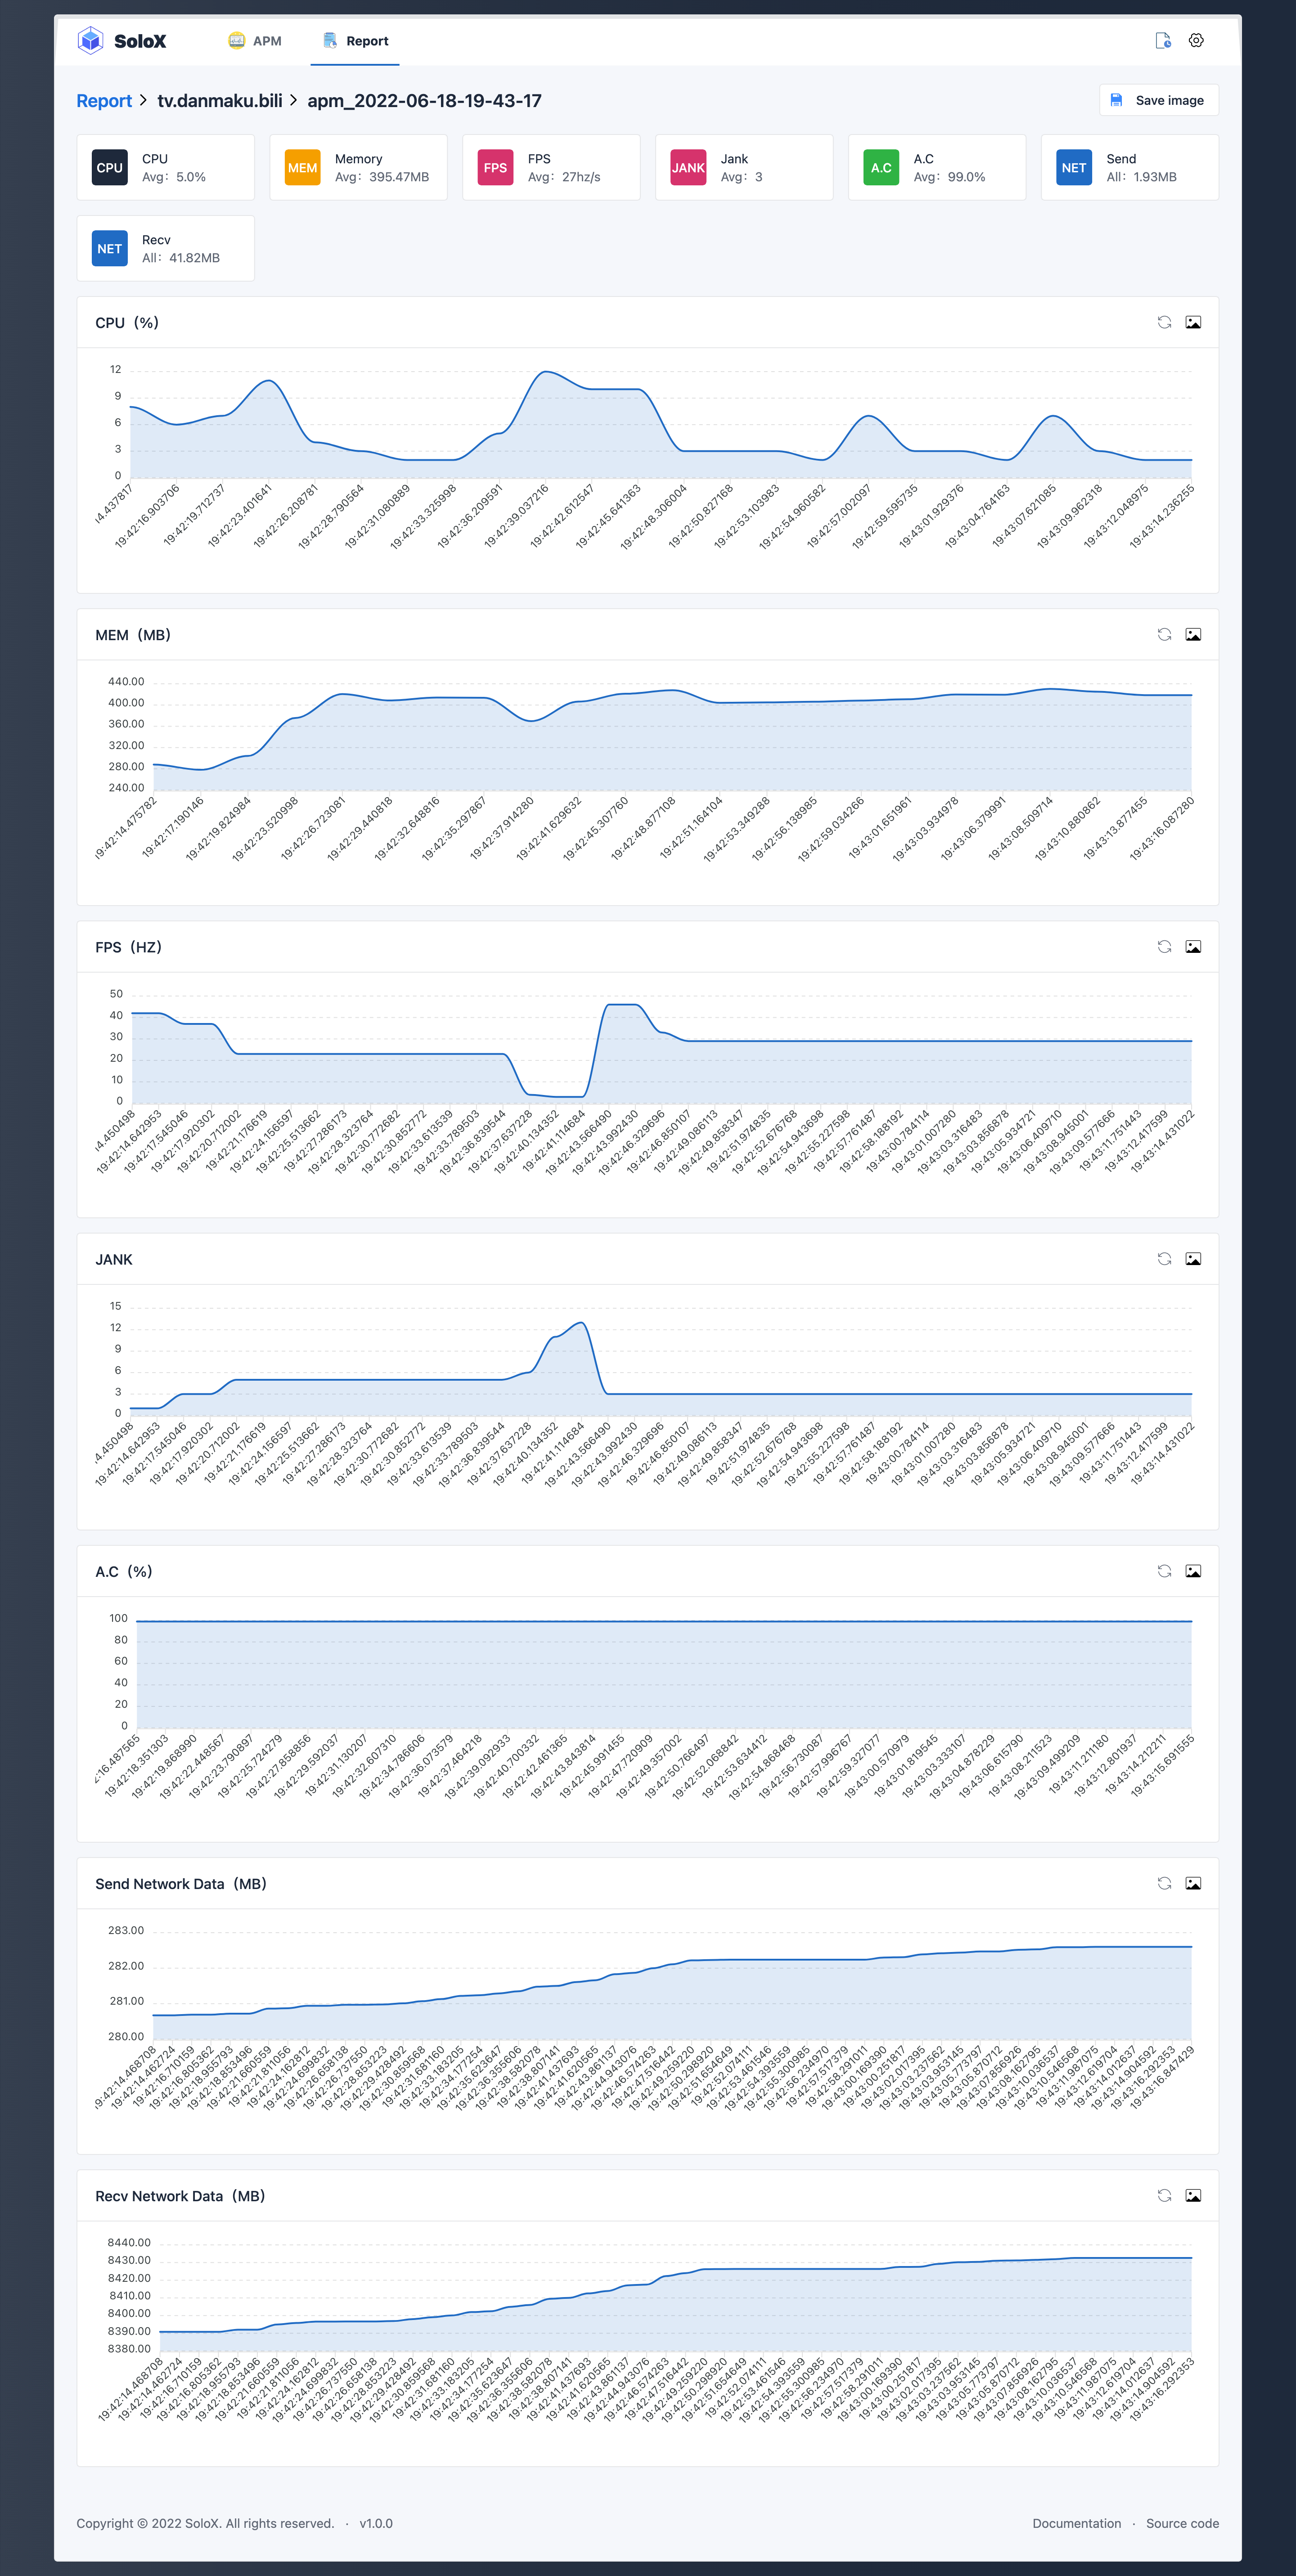 SoloX APM Report
Report > tv.danmaku.bili > apm_2022-06-18-19-43-17 Save image
CPU CPU MEM Memory FPS FPS JANK Jank A.C A.C NET Send
Avg: 5.0% Avg: 395.47MB Avg: 27hz/s Avg: 3 Avg: 99.0% All: 1.93MB
NET Recv
All: 41.82MB
CPU（%）
12
9
6
3
0
4.437817 19:42:16.903706 19:42:19.712737 19:42:23.401641 19:42:26.208781 19:42:28.790564 19:42:31.080889 19:42:33.325998 19:42:36.209591 19:42:39.037216 19:42:42.612547 19:42:45.641363 19:42:48.306004 19:42:50.827168 19:42:53.103983 19:42:54.960582 19:42:57.002097 19:42:59.595735 19:43:01.929376 19:43:04.764163 19:43:07.621085 19:43:09.962318 19:43:12.048975 19:43:14.236255
MEM（MB）
440.00
400.00
360.00
320.00
280.00
240.00
19:42:14.475782 19:42:17.190146 19:42:19.824984 19:42:23.520998 19:42:26.723081 19:42:29.440818 19:42:32.648816 19:42:35.297867 19:42:37.914280 19:42:41.629632 19:42:45.307760 19:42:48.877108 19:42:51.164104 19:42:53.349288 19:42:56.138985 19:42:59.034266 19:43:01.651961 19:43:03.934978 19:43:06.379991 19:43:08.509714 19:43:10.880862 19:43:13.877455 19:43:16.087280
FPS（HZ）
50
40
30
20
10
0
4.450498 19:42:14.642953 19:42:17.545046 19:42:17.920302 19:42:20.712002 19:42:21.176619 19:42:24.156597 19:42:25.513662 19:42:27.286173 19:42:28.323764 19:42:30.772682 19:42:30.852772 19:42:33.613539 19:42:33.789503 19:42:36.839544 19:42:37.637228 19:42:40.134352 19:42:41.114684 19:42:43.566490 19:42:43.992430 19:42:46.329696 19:42:46.850107 19:42:49.086113 19:42:49.858347 19:42:51.974835 19:42:52.676768 19:42:54.943698 19:42:55.227598 19:42:57.761487 19:42:58.188192 19:43:00.784114 19:43:01.007280 19:43:03.316483 19:43:03.856878 19:43:05.934721 19:43:06.409710 19:43:08.945001 19:43:09.577666 19:43:11.751443 19:43:12.417599 19:43:14.431022
JANK
15
12
9
6
3
0
4.450498 19:42:14.642953 19:42:17.545046 19:42:17.920302 19:42:20.712002 19:42:21.176619 19:42:24.156597 19:42:25.513662 19:42:27.286173 19:42:28.323764 19:42:30.772682 19:42:30.852772 19:42:33.613539 19:42:33.789503 19:42:36.839544 19:42:37.637228 19:42:40.134352 19:42:41.114684 19:42:43.566490 19:42:43.992430 19:42:46.329696 19:42:46.850107 19:42:49.086113 19:42:49.858347 19:42:51.974835 19:42:52.676768 19:42:54.943698 19:42:55.227598 19:42:57.761487 19:42:58.188192 19:43:00.784114 19:43:01.007280 19:43:03.316483 19:43:03.856878 19:43:05.934721 19:43:06.409710 19:43:08.945001 19:43:09.577666 19:43:11.751443 19:43:12.417599 19:43:14.431022
A.C（%）
100
80
60
40
20
0
2:16.487565 19:42:18.351303 19:42:19.868990 19:42:22.448567 19:42:23.790897 19:42:25.724279 19:42:27.858856 19:42:29.592037 19:42:31.130207 19:42:32.607310 19:42:34.786606 19:42:36.073579 19:42:37.464218 19:42:39.092933 19:42:40.700332 19:42:42.461365 19:42:43.843814 19:42:45.991455 19:42:47.720909 19:42:49.357002 19:42:50.766497 19:42:52.068842 19:42:53.634412 19:42:54.868468 19:42:56.730087 19:42:57.996767 19:42:59.327077 19:43:00.570979 19:43:01.819545 19:43:03.333107 19:43:04.878229 19:43:06.615790 19:43:08.211523 19:43:09.499209 19:43:11.211180 19:43:12.801937 19:43:14.212211 19:43:15.691555
Send Network Data（MB）
283.00
282.00
281.00
280.00
19:42:14.468708 19:42:14.462724 19:42:16.710159 19:42:16.805362 19:42:18.955793 19:42:18.853496 19:42:21.660559 19:42:21.811056 19:42:24.162812 19:42:24.699832 19:42:26.658138 19:42:26.737550 19:42:28.853223 19:42:29.428492 19:42:30.859568 19:42:31.681160 19:42:33.183205 19:42:34.177254 19:42:35.623647 19:42:36.355606 19:42:38.582078 19:42:38.807141 19:42:41.437693 19:42:41.620565 19:42:43.861137 19:42:44.943076 19:42:46.574263 19:42:47.516442 19:42:49.259220 19:42:50.298920 19:42:51.654649 19:42:52.074111 19:42:53.461546 19:42:54.393559 19:42:55.300985 19:42:56.234970 19:42:57.517379 19:42:58.291011 19:43:00.169390 19:43:00.251817 19:43:02.017395 19:43:03.237562 19:43:03.953145 19:43:05.773797 19:43:05.870712 19:43:07.856926 19:43:08.162795 19:43:10.036537 19:43:10.546568 19:43:11.987075 19:43:12.619704 19:43:14.012637 19:43:14.904592 19:43:16.292353 19:43:16.847429
Recv Network Data（MB）
8440.00
8430.00
8420.00
8410.00
8400.00
8390.00
8380.00
19:42:14.468708 19:42:14.462724 19:42:16.710159 19:42:16.805362 19:42:18.955793 19:42:18.853496 19:42:21.660559 19:42:21.811056 19:42:24.162812 19:42:24.699832 19:42:26.737550 19:42:26.658138 19:42:28.853223 19:42:29.428492 19:42:30.859568 19:42:31.681160 19:42:33.183205 19:42:34.177254 19:42:35.623647 19:42:36.355606 19:42:38.582078 19:42:38.807141 19:42:41.437693 19:42:41.620565 19:42:43.861137 19:42:44.943076 19:42:46.574263 19:42:47.516442 19:42:49.259220 19:42:50.298920 19:42:51.654649 19:42:52.074111 19:42:53.461546 19:42:54.393559 19:42:55.300985 19:42:56.234970 19:42:57.517379 19:42:58.291011 19:43:00.169390 19:43:00.251817 19:43:02.017395 19:43:03.237562 19:43:03.953145 19:43:05.773797 19:43:05.870712 19:43:07.856926 19:43:08.162795 19:43:10.036537 19:43:10.546568 19:43:11.987075 19:43:12.619704 19:43:14.012637 19:43:14.904592 19:43:16.292353
Copyright © 2022 SoloX. All rights reserved. · v1.0.0 Documentation · Source code